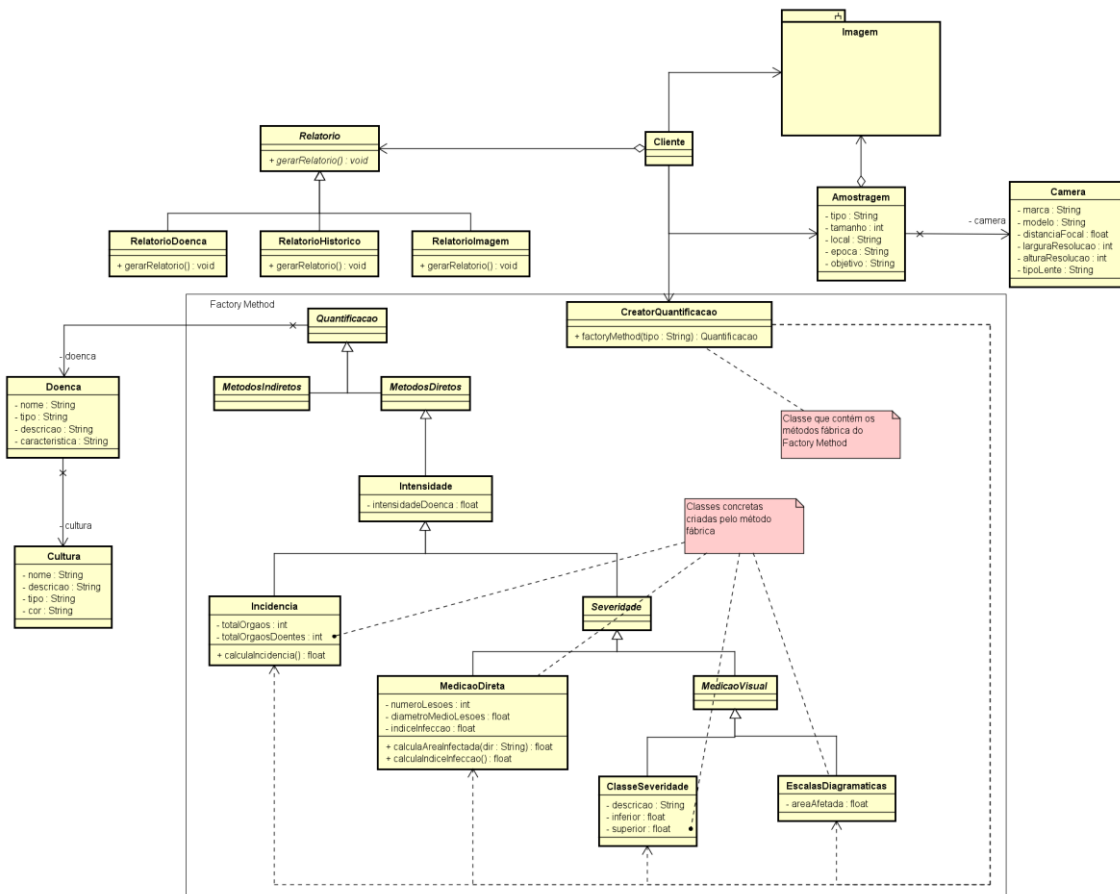 Imagem
Relatorio
+ gerarRelatorio() : void
Cliente
Amostragem
- tipo : String
- tamanho : int
- local : String
- epoca : String
- objetivo : String
- camera
Camera
- marca : String
- modelo : String
- distanciaFocal : float
- larguraResolucao : int
- alturaResolucao : int
- tipoLente : String
RelatorioDoenca
+ gerarRelatorio() : void
RelatorioHistorico
+ gerarRelatorio() : void
RelatorioImagem
+ gerarRelatorio() : void
Factory Method
Quantificacao
CreatorQuantificacao
+ factoryMethod(tipo : String) : Quantificacao
- doenca
Doenca
- nome : String
- tipo : String
- descricao : String
- caracteristica : String
MetodosIndiretos
MetodosDiretos
Classe que contém os
métodos fábrica do
Factory Method
Intensidade
- intensidadeDoenca : float
Classes concretas
criadas pelo método
fábrica
- cultura
Cultura
- nome : String
- descricao : String
- tipo : String
- cor : String
Incidencia
- totalOrgaos : int
- totalOrgaosDoentes : int
+ calculaIncidencia() : float
Severidade
MedicaoDireta
- numeroLesoes : int
- diametroMedioLesoes : float
- indiceInfeccao : float
+ calculaAreaInfectada(dir : String) : float
+ calculaIndiceInfeccao() : float
MedicaoVisual
ClasseSeveridade
- descricao : String
- inferior : float
- superior : float
EscalasDiagramaticas
- areaAfetada : float